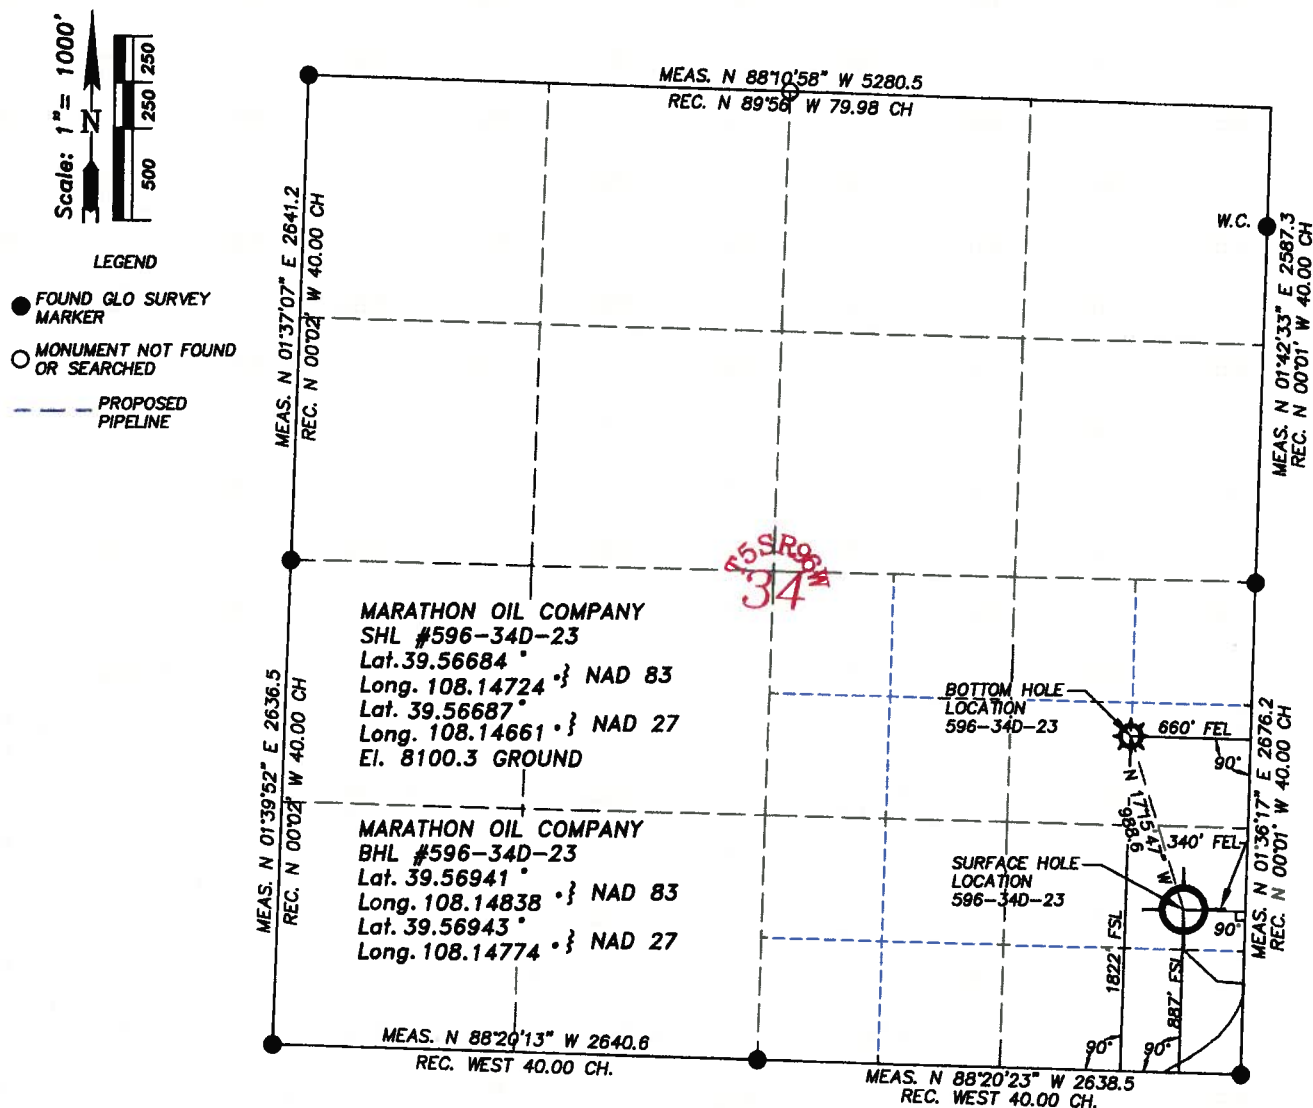 Scale: 1"= 1000'
N
250
250
500
LEGEND
FOUND GLO SURVEY
MARKER
MONUMENT NOT FOUND
OR SEARCHED
PROPOSED
PIPELINE
MEAS. N 88°10'58" W 5280.5
REC. N 89°56' W 79.98 CH
MEAS. N 01°37'07" E 2641.2
REC. N 00°02' W 40.00 CH
W.C.
MEAS. N 01°42'33" E 2587.3
REC. N 00°01' W 40.00 CH
T5SR96W
34
MARATHON OIL COMPANY
SHL #596-34D-23
Lat. 39.56684 °
Long. 108.14724 ° } NAD 83
Lat. 39.56687 °
Long. 108.14661 ° } NAD 27
El. 8100.3 GROUND
MARATHON OIL COMPANY
BHL #596-34D-23
Lat. 39.56941 °
Long. 108.14838 ° } NAD 83
Lat. 39.56943 °
Long. 108.14774 ° } NAD 27
MEAS. N 01°39'52" E 2636.5
REC. N 00°02' W 40.00 CH
BOTTOM HOLE
LOCATION
596-34D-23
660' FEL
90°
N 17°15'47" W
988.6
340' FEL
SURFACE HOLE
LOCATION
596-34D-23
90°
1822' FSL
887' FSL
90°
90°
MEAS. N 01°36'17" E 2676.2
REC. N 00°01' W 40.00 CH
MEAS. N 88°20'13" W 2640.6
REC. WEST 40.00 CH.
MEAS. N 88°20'23" W 2638.5
REC. WEST 40.00 CH.